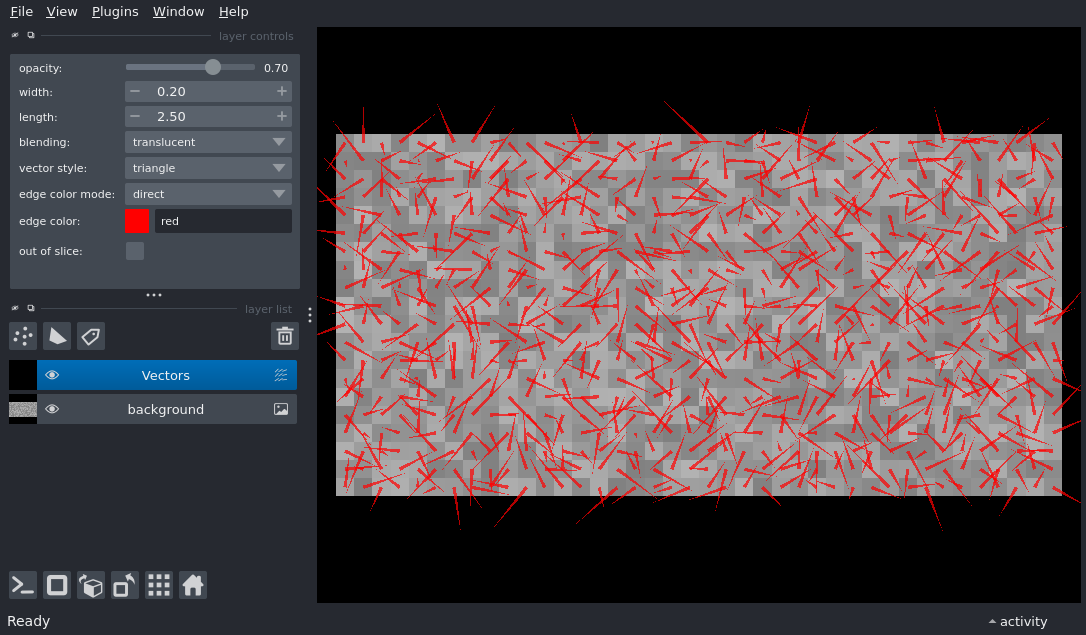 File View Plugins Window Help
layer controls
opacity: 0.70
width: − 0.20 +
length: − 2.50 +
blending: translucent
vector style: triangle
edge color mode: direct
edge color: red
out of slice:
layer list
Vectors
background
Ready
activity